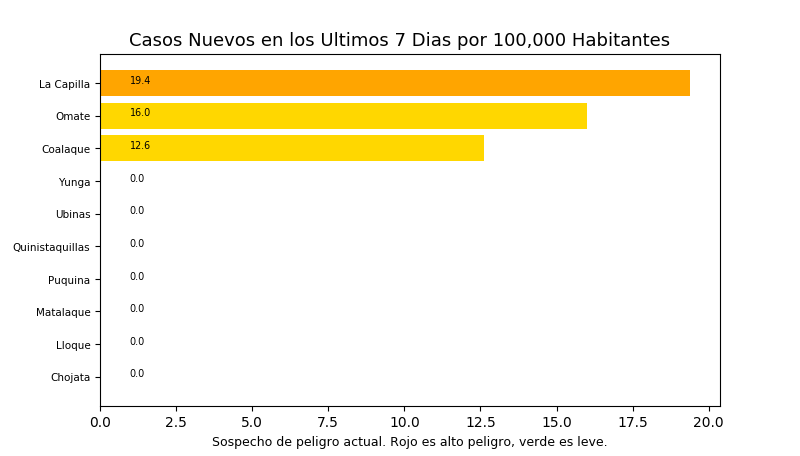 Casos Nuevos en los Ultimos 7 Dias por 100,000 Habitantes
La Capilla 19.4
Omate 16.0
Coalaque 12.6
Yunga 0.0
Ubinas 0.0
Quinistaquillas 0.0
Puquina 0.0
Matalaque 0.0
Lloque 0.0
Chojata 0.0
0.0 2.5 5.0 7.5 10.0 12.5 15.0 17.5 20.0
Sospecho de peligro actual. Rojo es alto peligro, verde es leve.